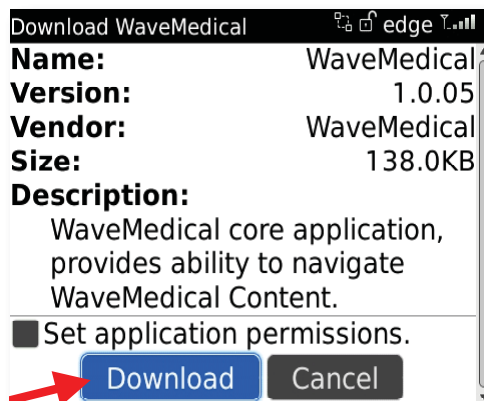 Download WaveMedical edge
Name: WaveMedical
Version: 1.0.05
Vendor: WaveMedical
Size: 138.0KB
Description:
WaveMedical core application,
provides ability to navigate
WaveMedical Content.
Set application permissions.
Download Cancel